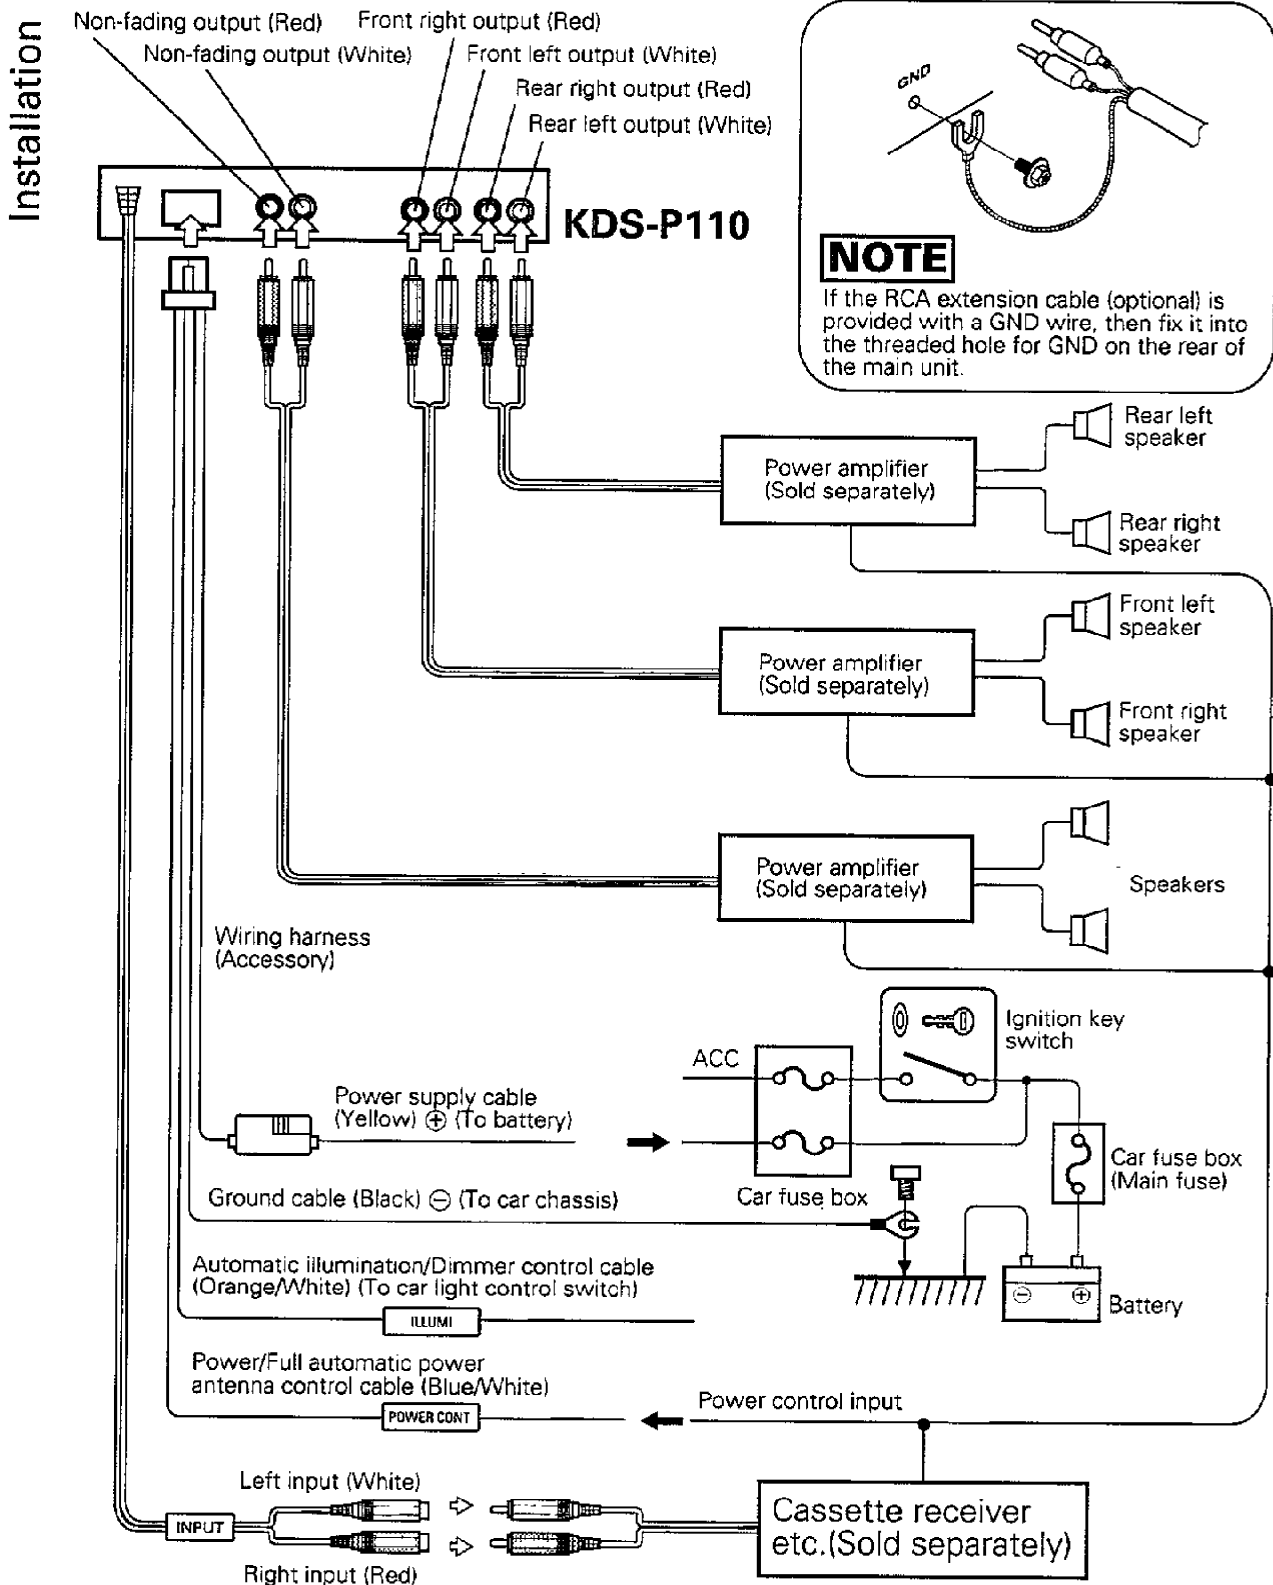 Installation
Non-fading output (Red)
Front right output (Red)
Non-fading output (White)
Front left output (White)
Rear right output (Red)
Rear left output (White)
KDS-P110
GND
NOTE
If the RCA extension cable (optional) is
provided with a GND wire, then fix it into
the threaded hole for GND on the rear of
the main unit.
Power amplifier
(Sold separately)
Rear left
speaker
Rear right
speaker
Power amplifier
(Sold separately)
Front left
speaker
Front right
speaker
Power amplifier
(Sold separately)
Speakers
Wiring harness
(Accessory)
Ignition key
switch
ACC
Power supply cable
(Yellow) ⊕ (To battery)
Car fuse box
Car fuse box
(Main fuse)
Ground cable (Black) ⊖ (To car chassis)
Automatic illumination/Dimmer control cable
(Orange/White) (To car light control switch)
ILLUMI
⊖ ⊕
Battery
Power/Full automatic power
antenna control cable (Blue/White)
POWER CONT
Power control input
Left input (White)
INPUT
Right input (Red)
Cassette receiver
etc.(Sold separately)